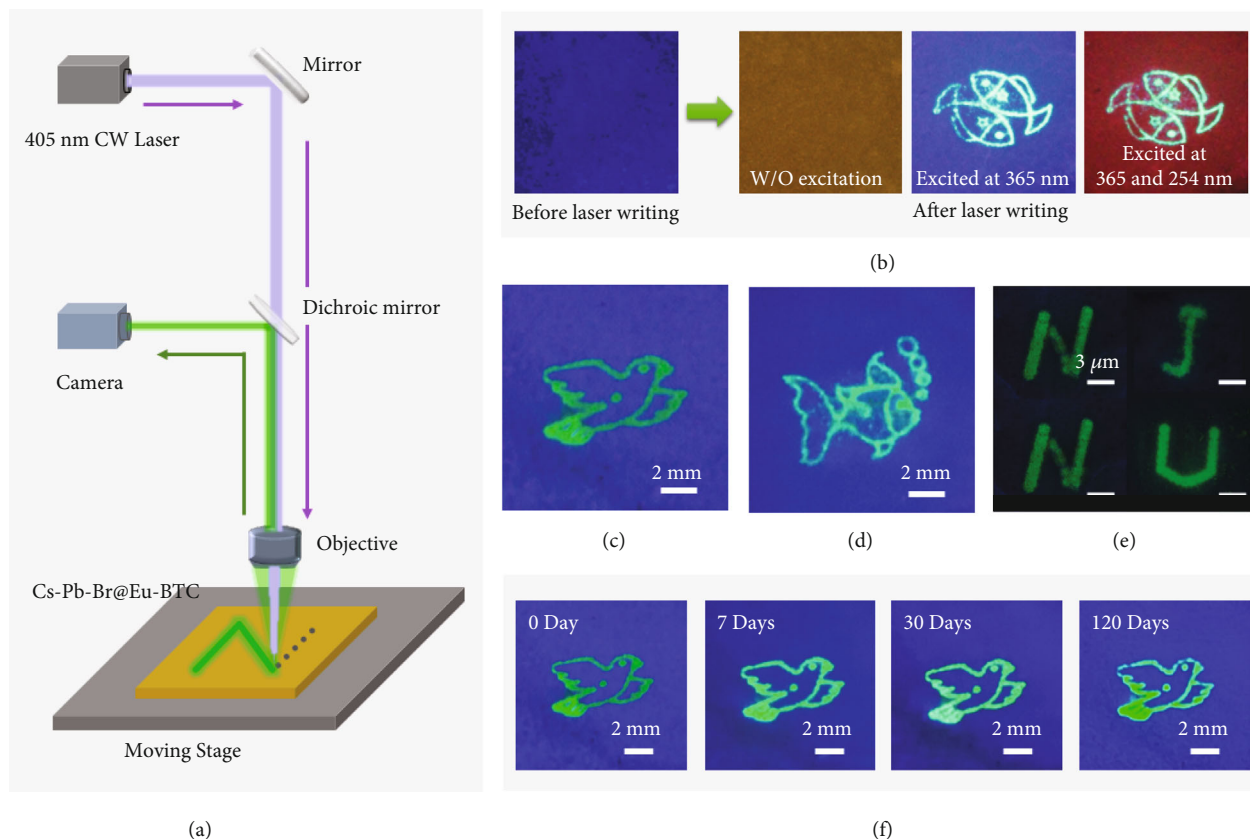 Mirror
405 nm CW Laser
Dichroic mirror
Camera
Objective
Cs-Pb-Br@Eu-BTC
Moving Stage
(a)
Before laser writing
W/O excitation
Excited at 365 nm
Excited at
365 and 254 nm
After laser writing
(b)
2 mm
(c)
2 mm
(d)
N
3 μm
J
N
U
(e)
0 Day
2 mm
7 Days
2 mm
30 Days
2 mm
120 Days
2 mm
(f)